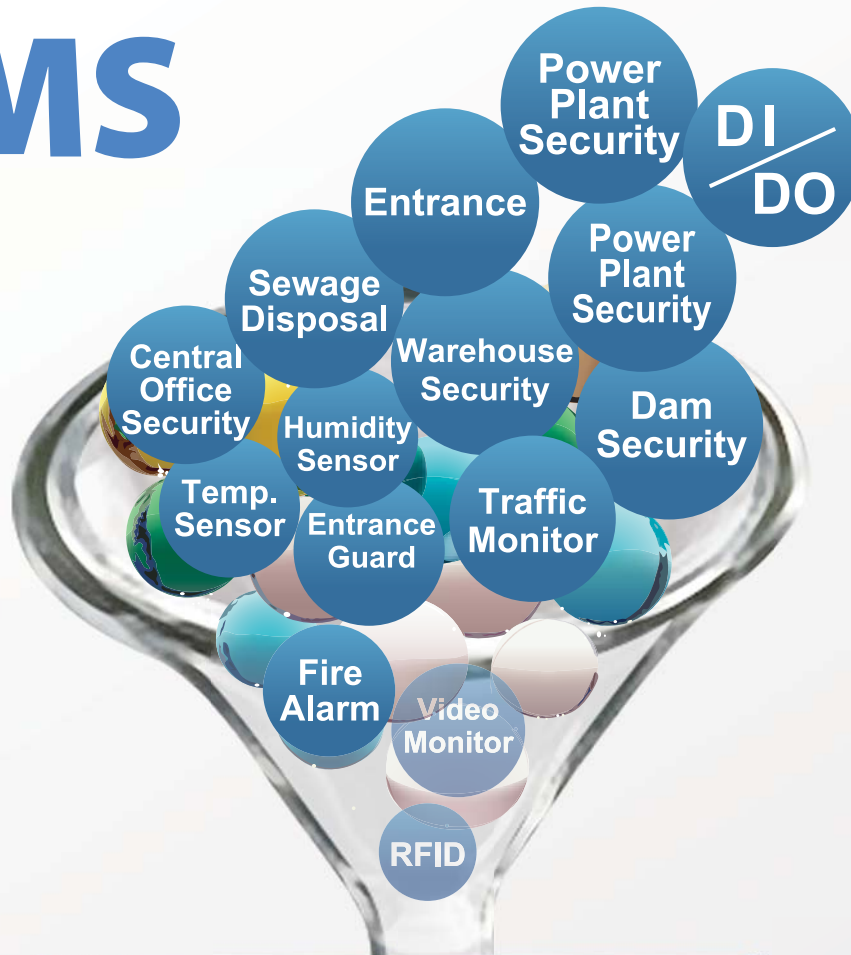 MS
Power
Plant
Security
DI
DO
Entrance
Power
Plant
Security
Sewage
Disposal
Warehouse
Security
Central
Office
Security
Dam
Security
Humidity
Sensor
Temp.
Sensor
Traffic
Monitor
Entrance
Guard
Fire
Alarm
Video
Monitor
RFID